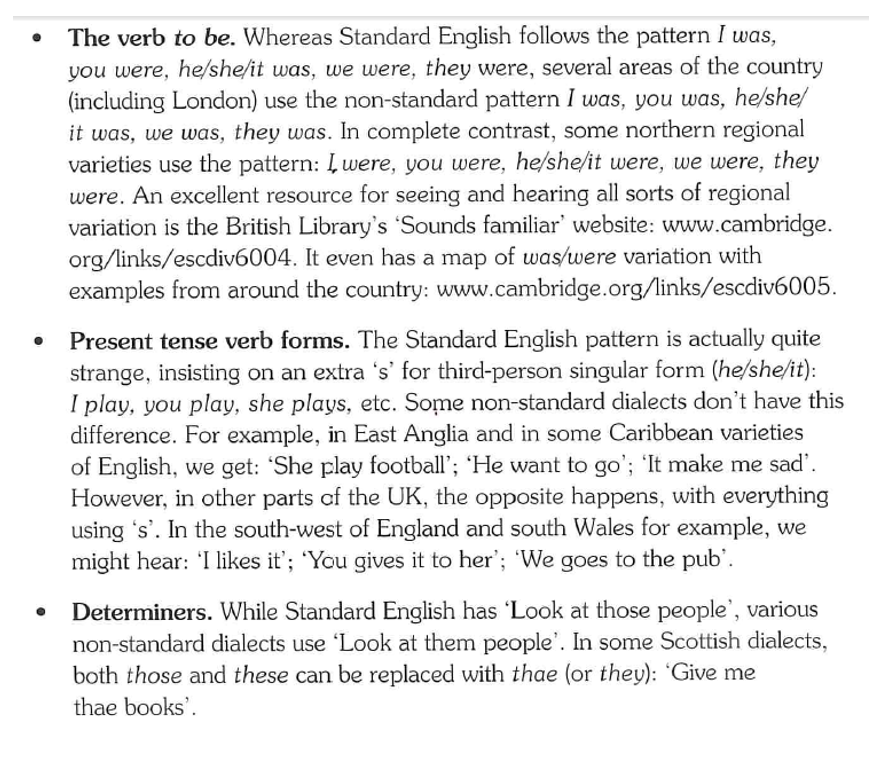 • The verb to be. Whereas Standard English follows the pattern I was,
you were, he/she/it was, we were, they were, several areas of the country
(including London) use the non-standard pattern I was, you was, he/she/
it was, we was, they was. In complete contrast, some northern regional
varieties use the pattern: I were, you were, he/she/it were, we were, they
were. An excellent resource for seeing and hearing all sorts of regional
variation is the British Library's ‘Sounds familiar’ website: www.cambridge.
org/links/escdiv6004. It even has a map of was/were variation with
examples from around the country: www.cambridge.org/links/escdiv6005.
• Present tense verb forms. The Standard English pattern is actually quite
strange, insisting on an extra ‘s’ for third-person singular form (he/she/it):
I play, you play, she plays, etc. Some non-standard dialects don't have this
difference. For example, in East Anglia and in some Caribbean varieties
of English, we get: ‘She play football’; ‘He want to go’; ‘It make me sad’.
However, in other parts of the UK, the opposite happens, with everything
using ‘s’. In the south-west of England and south Wales for example, we
might hear: ‘I likes it’; ‘You gives it to her’; ‘We goes to the pub’.
• Determiners. While Standard English has ‘Look at those people’, various
non-standard dialects use ‘Look at them people’. In some Scottish dialects,
both those and these can be replaced with thae (or they): ‘Give me
thae books’.